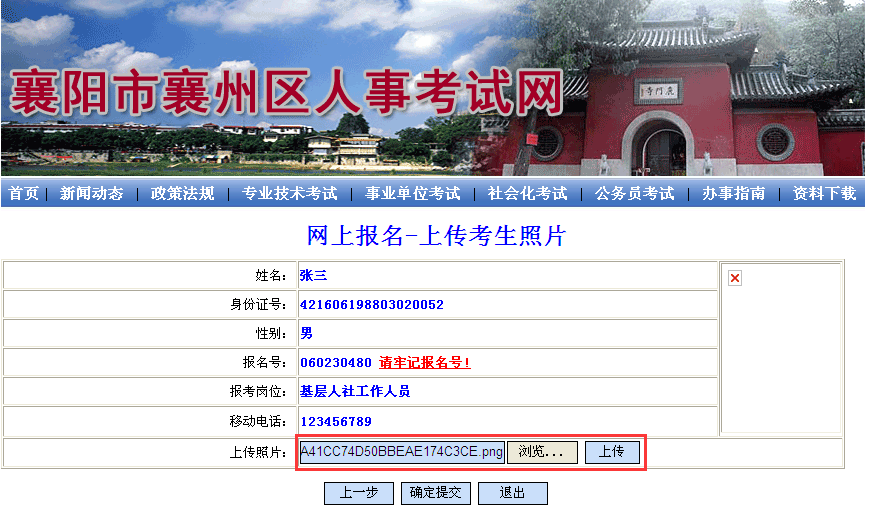 襄阳市襄州区人事考试网
广門寺
首页 | 新闻动态 | 政策法规 | 专业技术考试 | 事业单位考试 | 社会化考试 | 公务员考试 | 办事指南 | 资料下载
网上报名-上传考生照片
姓名： 张三
身份证号： 421606198803020052
性别： 男
报名号： 060230480 请牢记报名号!
报考岗位： 基层人社工作人员
移动电话： 123456789
上传照片： A41CC74D50BBEAE174C3CE.png 浏览... 上传
上一步 确定提交 退出